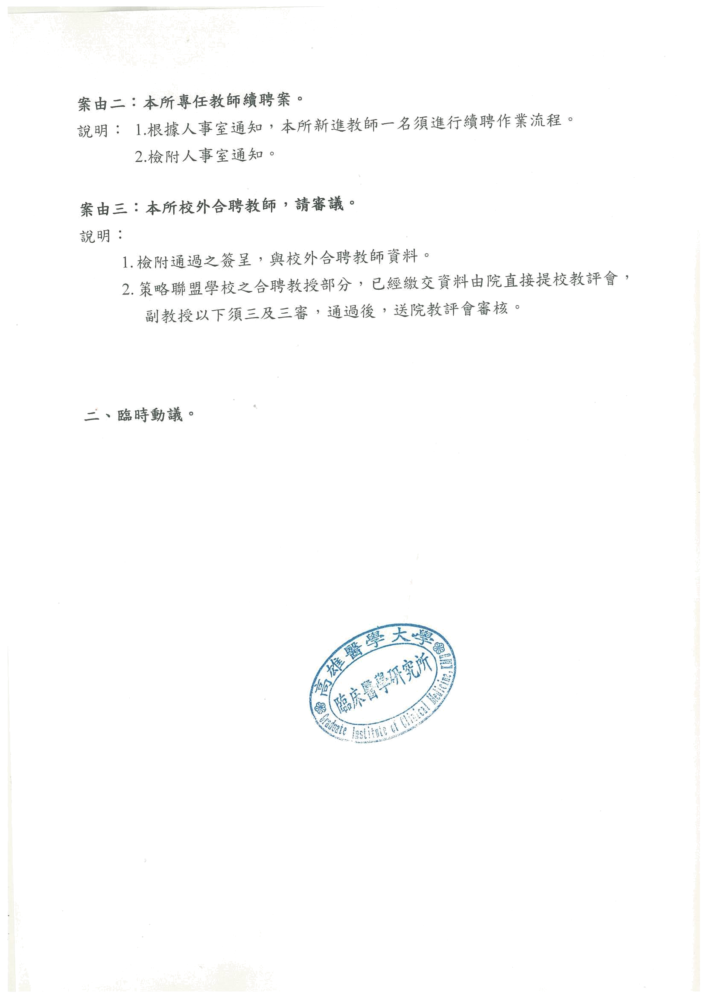 案由二：本所專任教師續聘案。
說明： 1.根據人事室通知，本所新進教師一名須進行續聘作業流程。
2.檢附人事室通知。
案由三：本所校外合聘教師，請審議。
說明：
1.檢附通過之簽呈，與校外合聘教師資料。
2.策略聯盟學校之合聘教授部分，已經繳交資料由院直接提校教評會，
副教授以下須三及三審，通過後，送院教評會審核。
二、臨時動議。
高雄醫學大學
臨床醫學研究所
Graduate Institute of Clinical Medicine, KMU